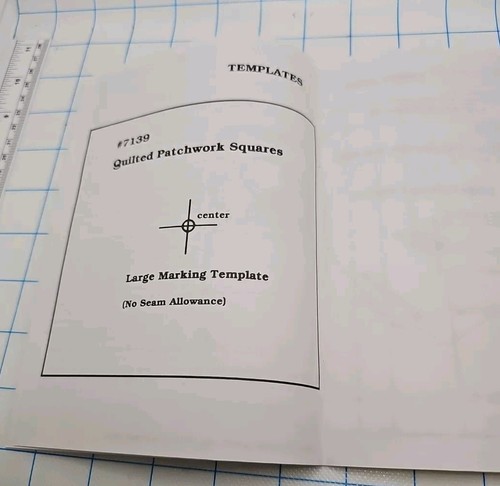 TEMPLATES
#7139
Quilted Patchwork Squares
center
Large Marking Template
(No Seam Allowance)